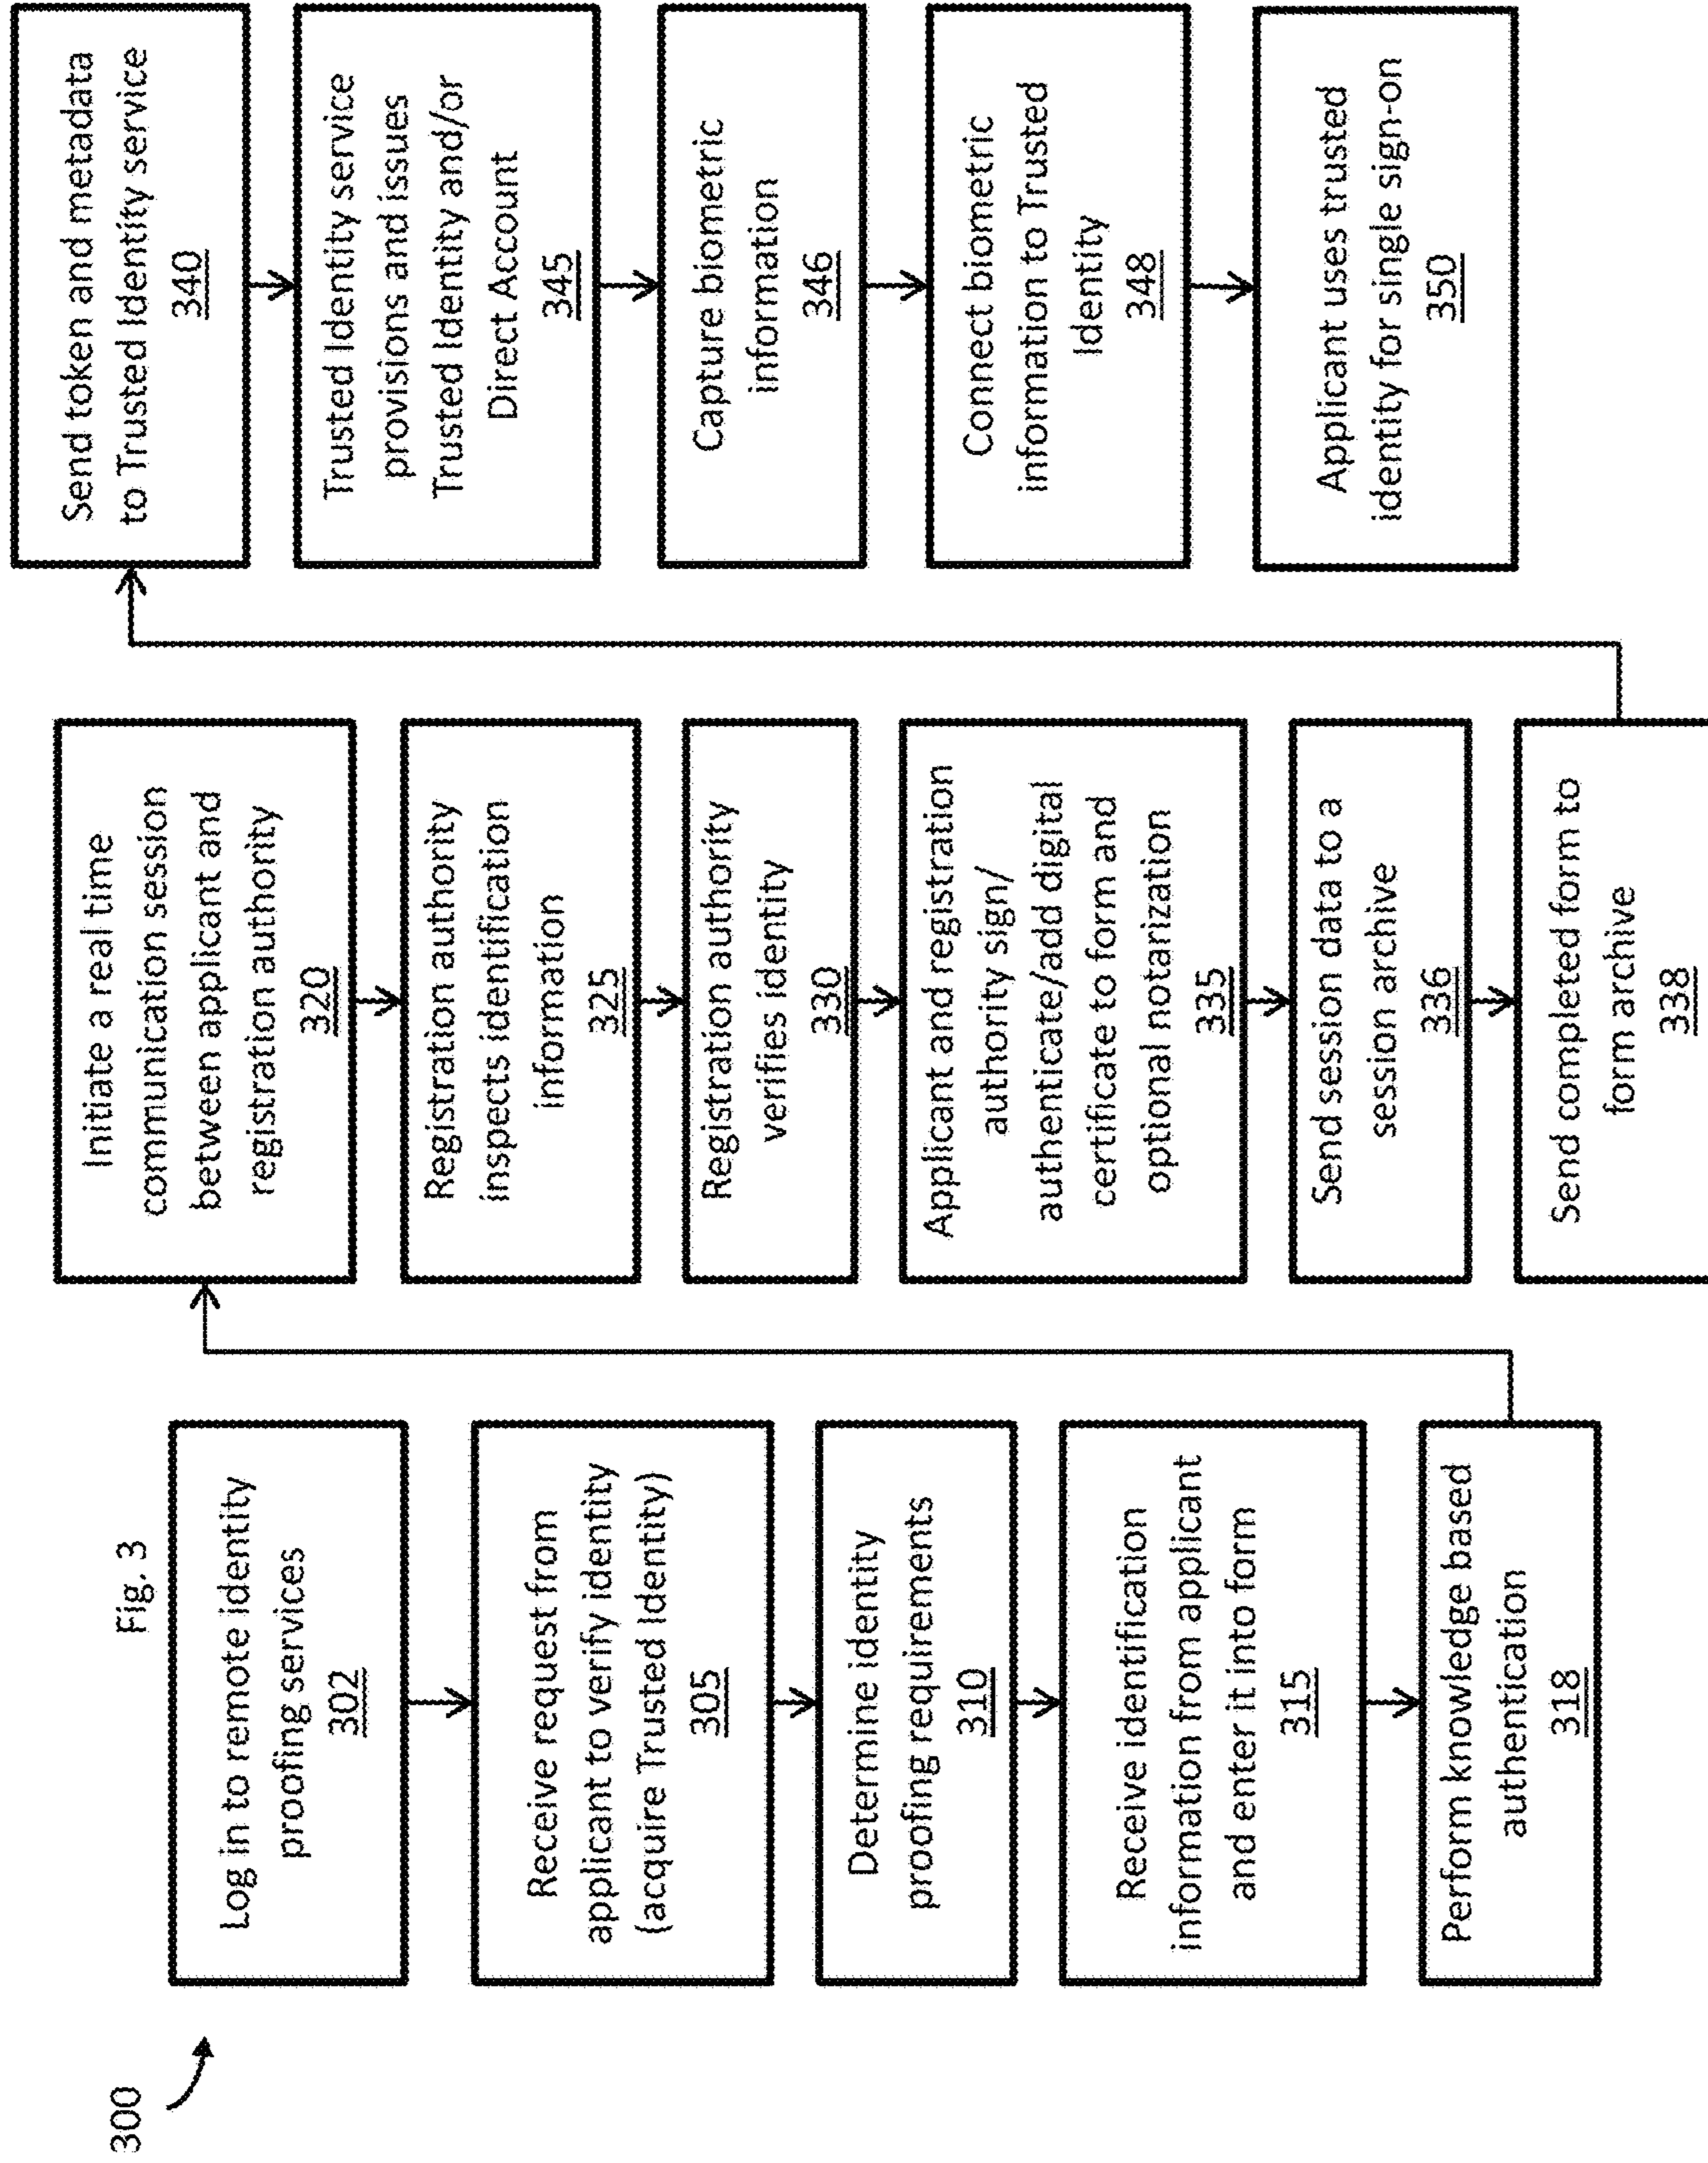 300
Fig. 3
Log in to remote identity
proofing services
302
Receive request from
applicant to verify identity
(acquire Trusted Identity)
305
Determine identity
proofing requirements
310
Receive identification
information from applicant
and enter it into form
315
Perform knowledge based
authentication
318
Initiate a real time
communication session
between applicant and
registration authority
320
Registration authority
inspects identification
information
325
Registration authority
verifies identity
330
Applicant and registration
authority sign/
authenticate/add digital
certificate to form and
optional notarization
335
Send session data to a
session archive
336
Send completed form to
form archive
338
Send token and metadata
to Trusted Identity service
340
Trusted Identity service
provisions and issues
Trusted Identity and/or
Direct Account
345
Capture biometric
information
346
Connect biometric
information to Trusted
Identity
348
Applicant uses trusted
identity for single sign-on
350